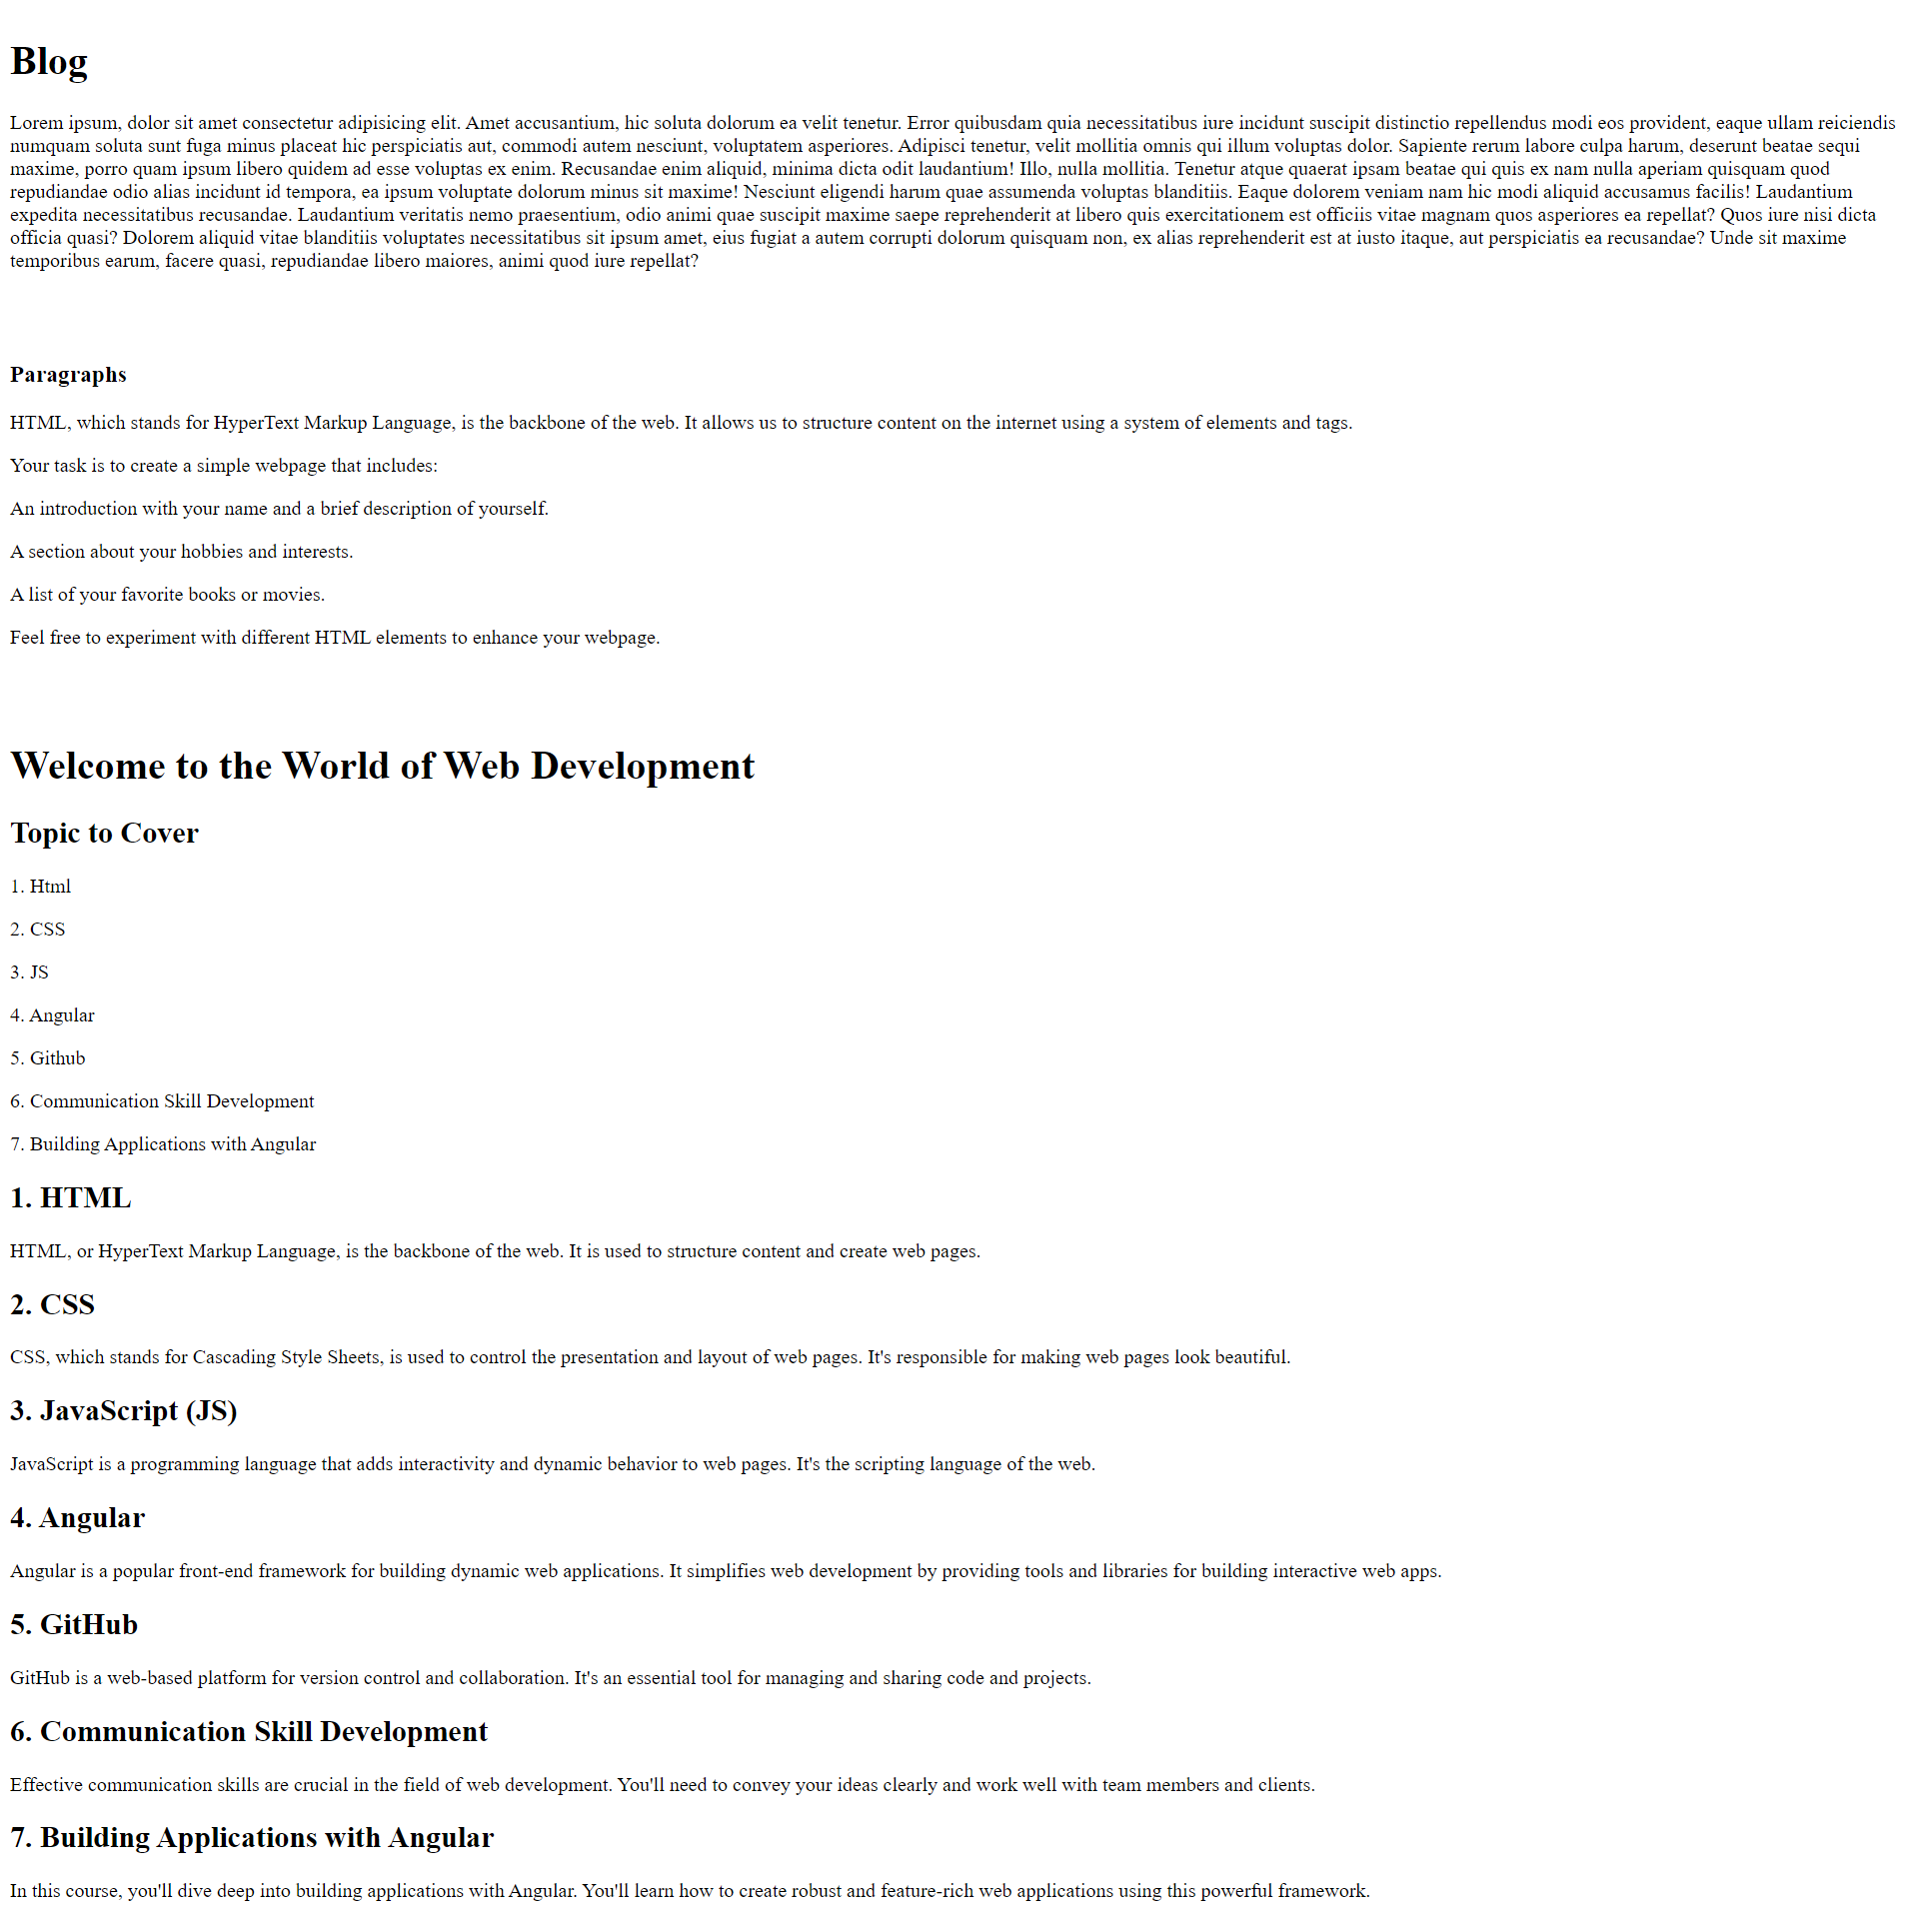 Blog
Lorem ipsum, dolor sit amet consectetur adipisicing elit. Amet accusantium, hic soluta dolorum ea velit tenetur. Error quibusdam quia necessitatibus iure incidunt suscipit distinctio repellendus modi eos provident, eaque ullam reiciendis
numquam soluta sunt fuga minus placeat hic perspiciatis aut, commodi autem nesciunt, voluptatem asperiores. Adipisci tenetur, velit mollitia omnis qui illum voluptas dolor. Sapiente rerum labore culpa harum, deserunt beatae sequi
maxime, porro quam ipsum libero quidem ad esse voluptas ex enim. Recusandae enim aliquid, minima dicta odit laudantium! Illo, nulla mollitia. Tenetur atque quaerat ipsam beatae qui quis ex nam nulla aperiam quisquam quod
repudiandae odio alias incidunt id tempora, ea ipsum voluptate dolorum minus sit maxime! Nesciunt eligendi harum quae assumenda voluptas blanditiis. Eaque dolorem veniam nam hic modi aliquid accusamus facilis! Laudantium
expedita necessitatibus recusandae. Laudantium veritatis nemo praesentium, odio animi quae suscipit maxime saepe reprehenderit at libero quis exercitationem est officiis vitae magnam quos asperiores ea repellat? Quos iure nisi dicta
officia quasi? Dolorem aliquid vitae blanditiis voluptates necessitatibus sit ipsum amet, eius fugiat a autem corrupti dolorum quisquam non, ex alias reprehenderit est at iusto itaque, aut perspiciatis ea recusandae? Unde sit maxime
temporibus earum, facere quasi, repudiandae libero maiores, animi quod iure repellat?
Paragraphs
HTML, which stands for HyperText Markup Language, is the backbone of the web. It allows us to structure content on the internet using a system of elements and tags.
Your task is to create a simple webpage that includes:
An introduction with your name and a brief description of yourself.
A section about your hobbies and interests.
A list of your favorite books or movies.
Feel free to experiment with different HTML elements to enhance your webpage.
Welcome to the World of Web Development
Topic to Cover
1. Html
2. CSS
3. JS
4. Angular
5. Github
6. Communication Skill Development
7. Building Applications with Angular
1. HTML
HTML, or HyperText Markup Language, is the backbone of the web. It is used to structure content and create web pages.
2. CSS
CSS, which stands for Cascading Style Sheets, is used to control the presentation and layout of web pages. It's responsible for making web pages look beautiful.
3. JavaScript (JS)
JavaScript is a programming language that adds interactivity and dynamic behavior to web pages. It's the scripting language of the web.
4. Angular
Angular is a popular front-end framework for building dynamic web applications. It simplifies web development by providing tools and libraries for building interactive web apps.
5. GitHub
GitHub is a web-based platform for version control and collaboration. It's an essential tool for managing and sharing code and projects.
6. Communication Skill Development
Effective communication skills are crucial in the field of web development. You'll need to convey your ideas clearly and work well with team members and clients.
7. Building Applications with Angular
In this course, you'll dive deep into building applications with Angular. You'll learn how to create robust and feature-rich web applications using this powerful framework.